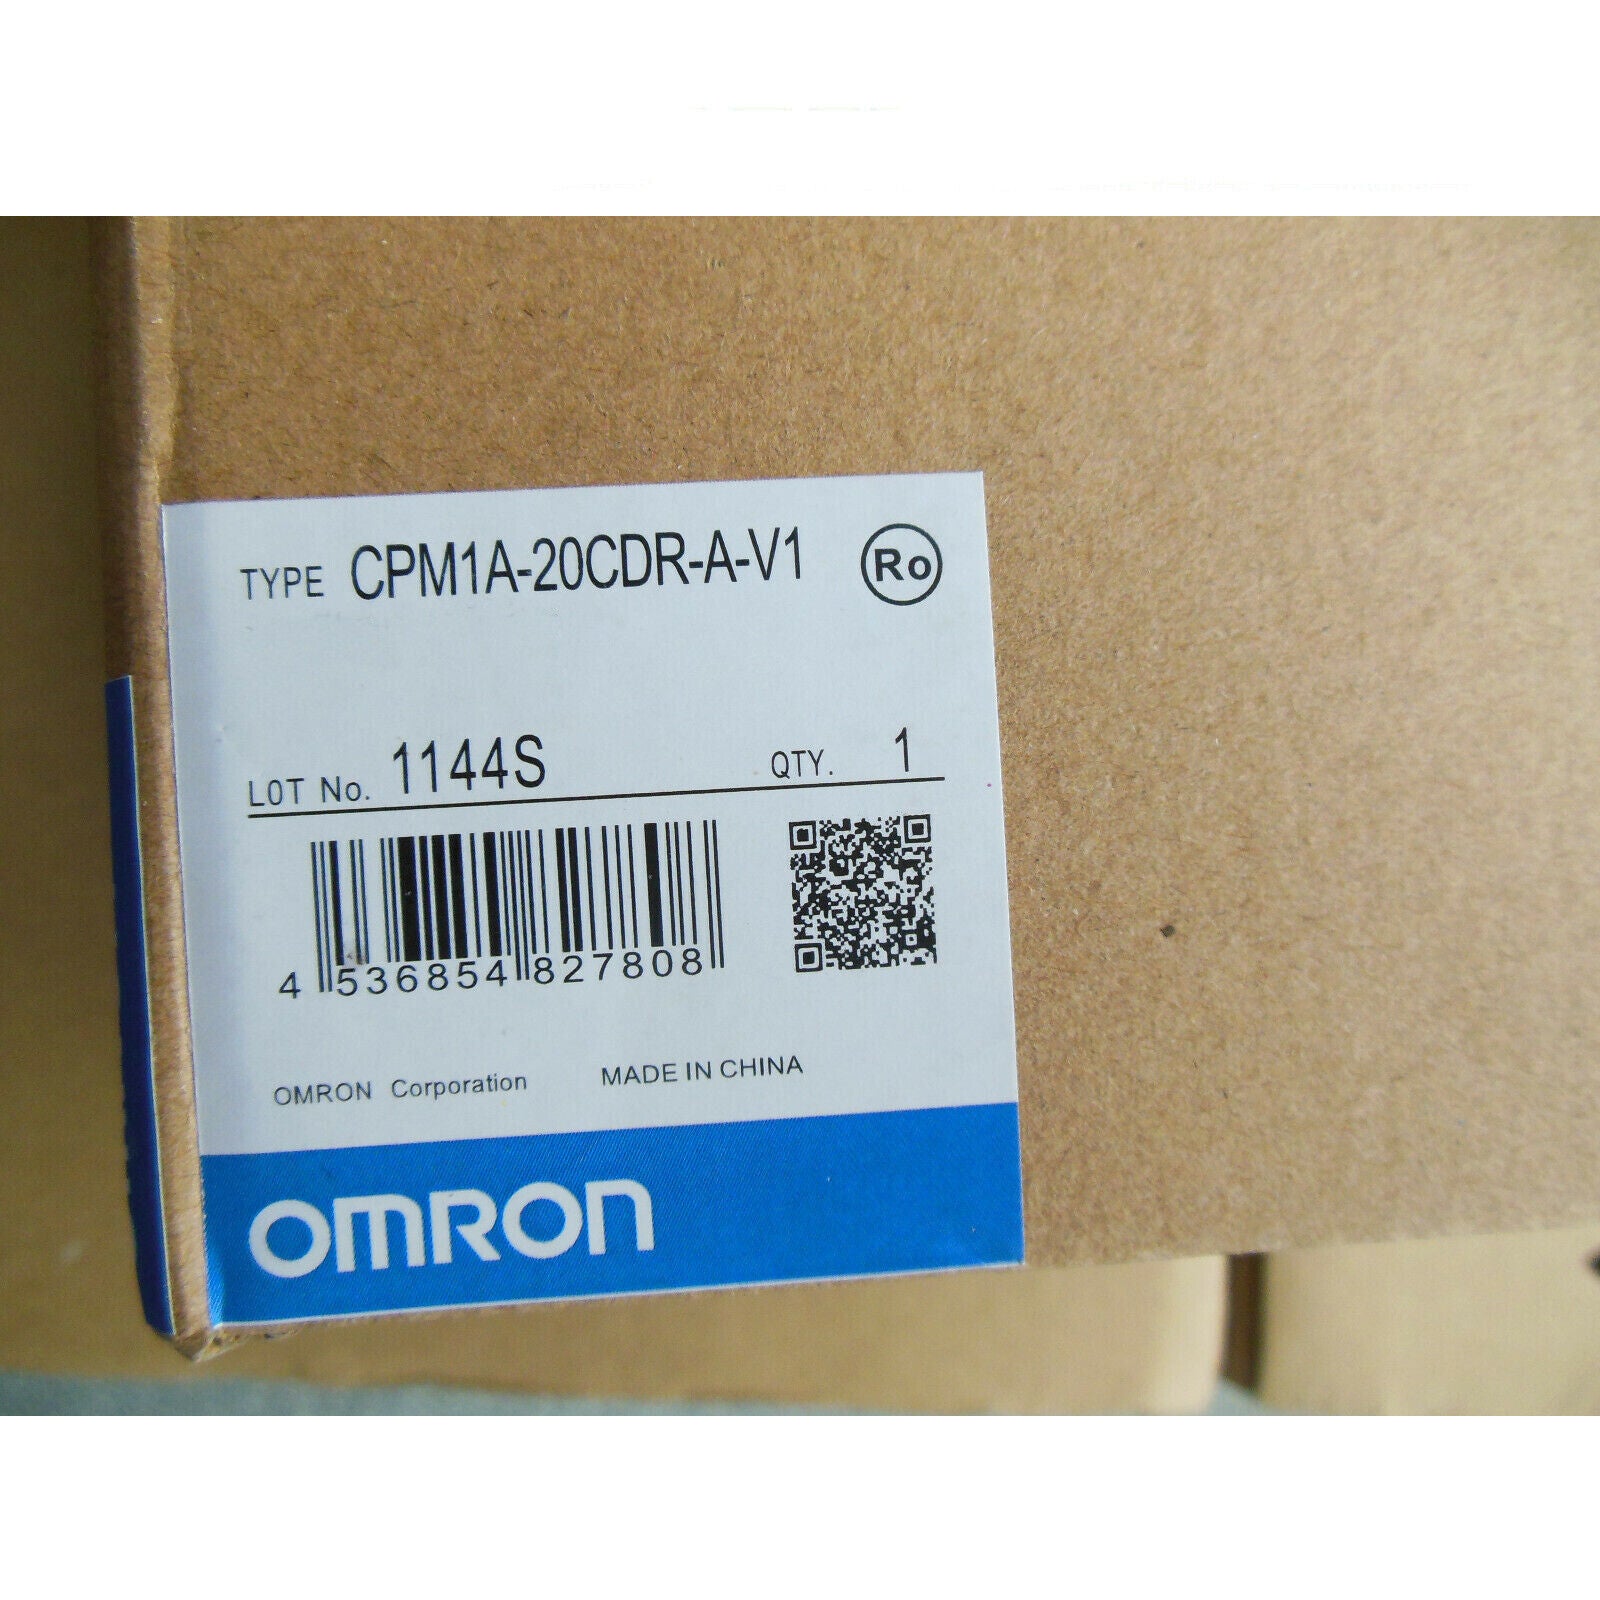 TYPE CPM1A-20CDR-A-V1 Ro
LOT No. 1144S QTY. 1
4 536854 827808
OMRON Corporation MADE IN CHINA
OMRON